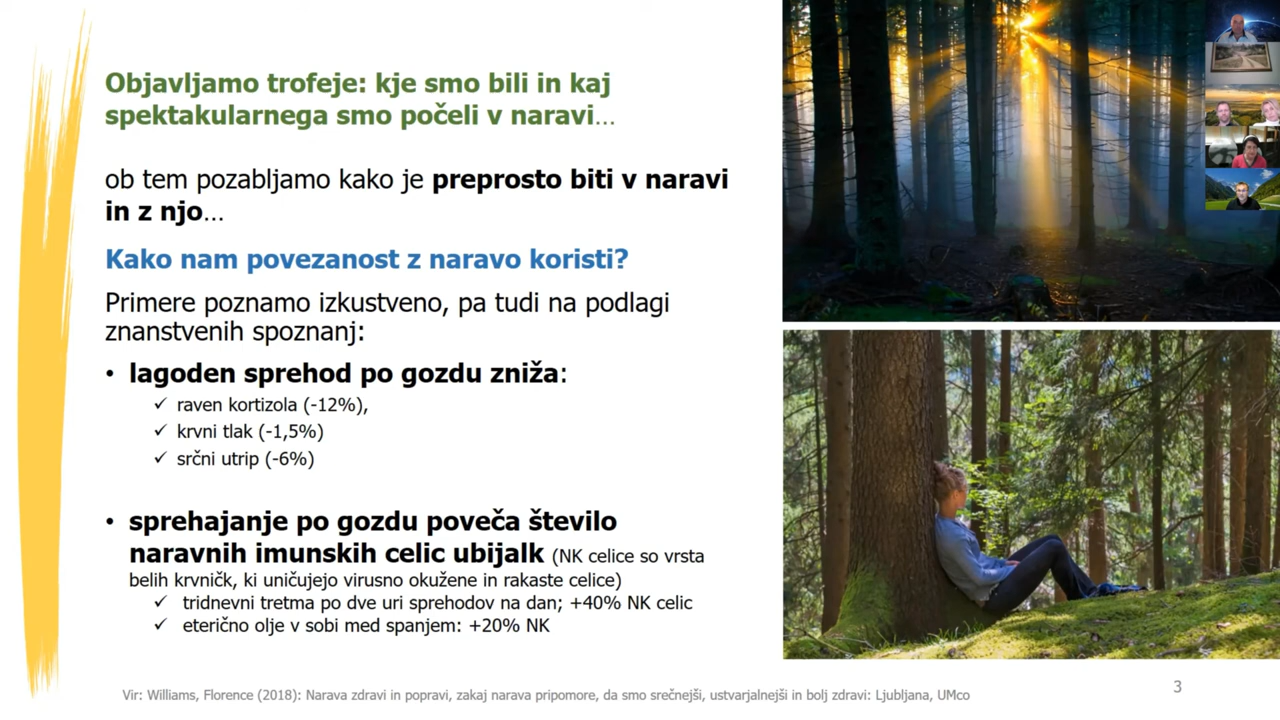 Objavljamo trofeje: kje smo bili in kaj
spektakularnega smo počeli v naravi...
ob tem pozabljamo kako je preprosto biti v naravi
in z njo...
Kako nam povezanost z naravo koristi?
Primere poznamo izkustveno, pa tudi na podlagi
znanstvenih spoznanj:
• lagoden sprehod po gozdu zniža:
✓ raven kortizola (-12%),
✓ krvni tlak (-1,5%)
✓ srčni utrip (-6%)
• sprehajanje po gozdu poveča število
naravnih imunskih celic ubijalk (NK celice so vrsta
belih krvničk, ki uničujejo virusno okužene in rakaste celice)
✓ tridnevni tretma po dve uri sprehodov na dan; +40% NK celic
✓ eterično olje v sobi med spanjem: +20% NK
Vir: Williams, Florence (2018): Narava zdravi in popravi, zakaj narava pripomore, da smo srečnejši, ustvarjalnejši in bolj zdravi: Ljubljana, UMco
3